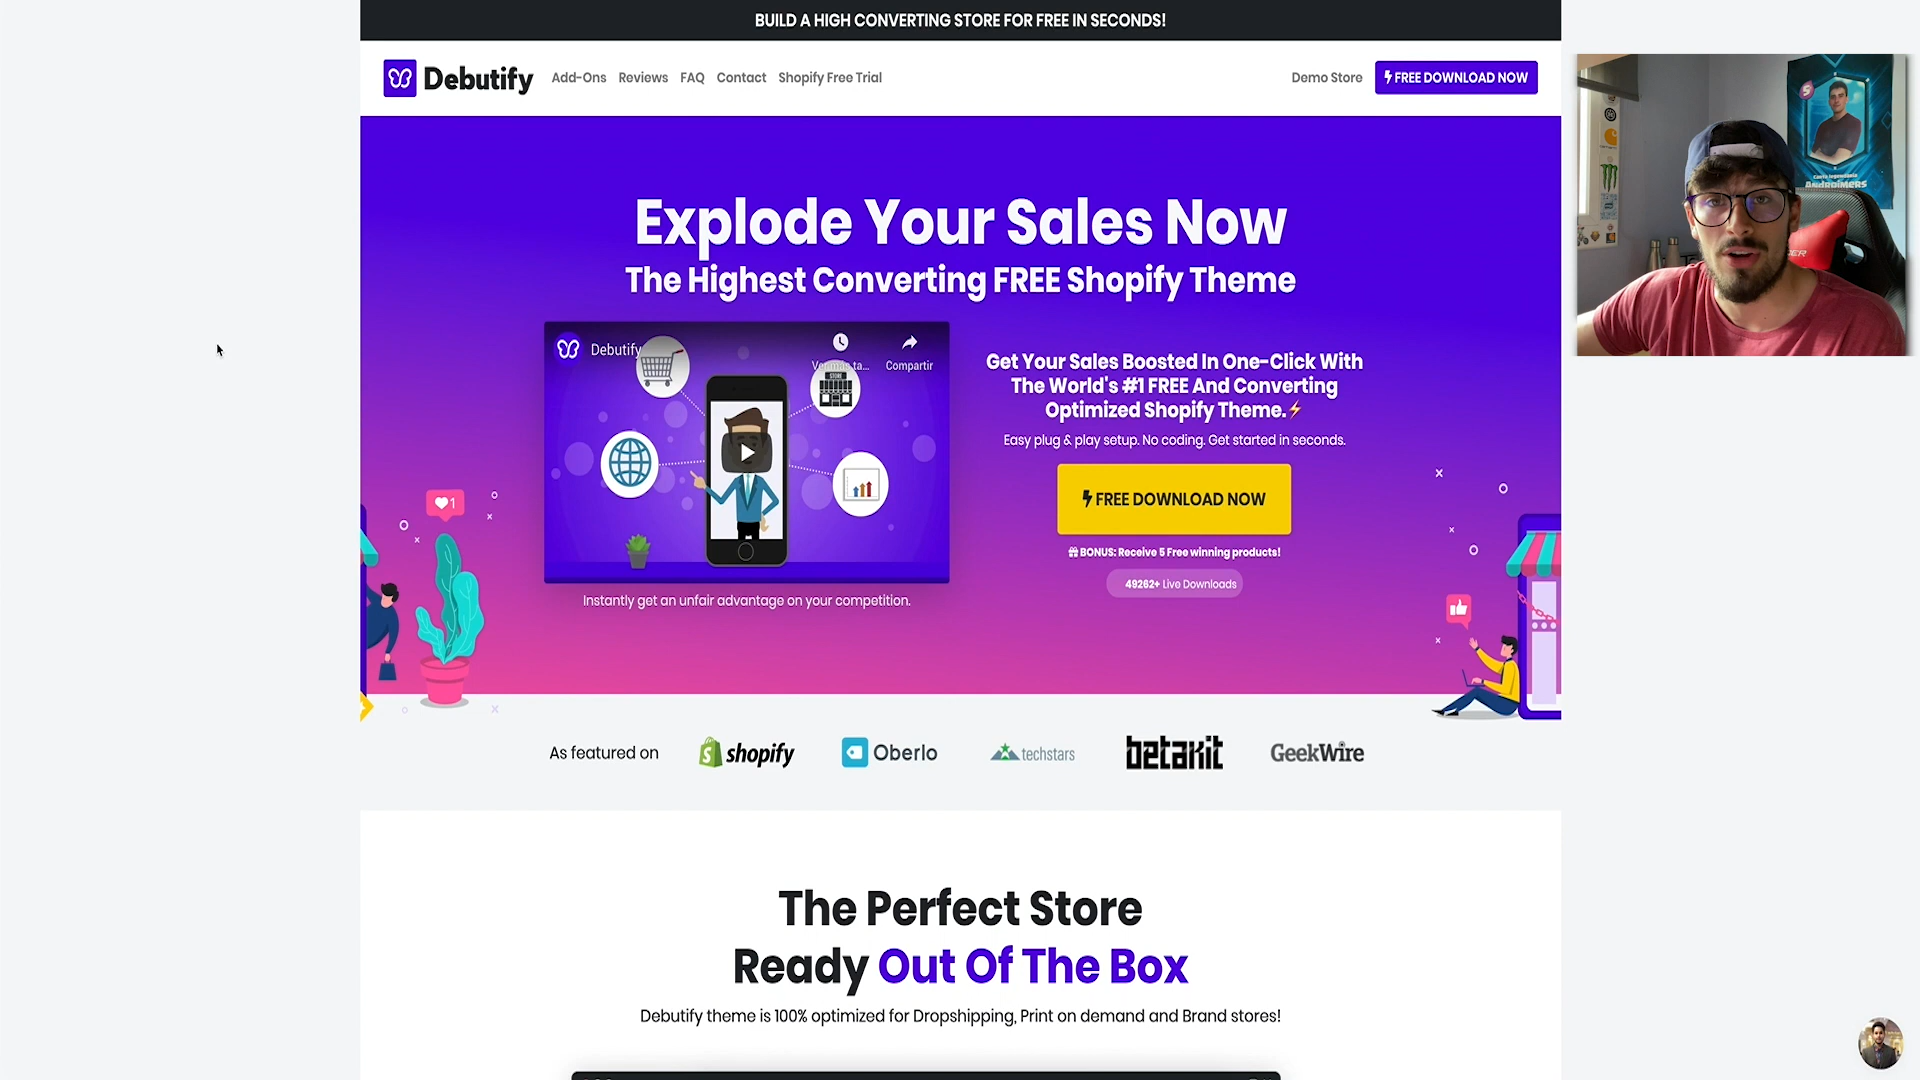 BUILD A HIGH CONVERTING STORE FOR FREE IN SECONDS!
Debutify
Add-Ons
Reviews
FAQ
Contact
Shopify Free Trial
Demo Store
FREE DOWNLOAD NOW
Explode Your Sales Now
The Highest Converting FREE Shopify Theme
Debutify
Compartir
STORE
Get Your Sales Boosted In One-Click With
The World's #1 FREE And Converting
Optimized Shopify Theme.⚡
Easy plug & play setup. No coding. Get started in seconds.
FREE DOWNLOAD NOW
BONUS: Receive 5 Free winning products!
49262+ Live Downloads
Instantly get an unfair advantage on your competition.
1
As featured on
shopify
Oberlo
techstars
betakit
GeekWire
The Perfect Store
Ready Out Of The Box
Debutify theme is 100% optimized for Dropshipping, Print on demand and Brand stores!